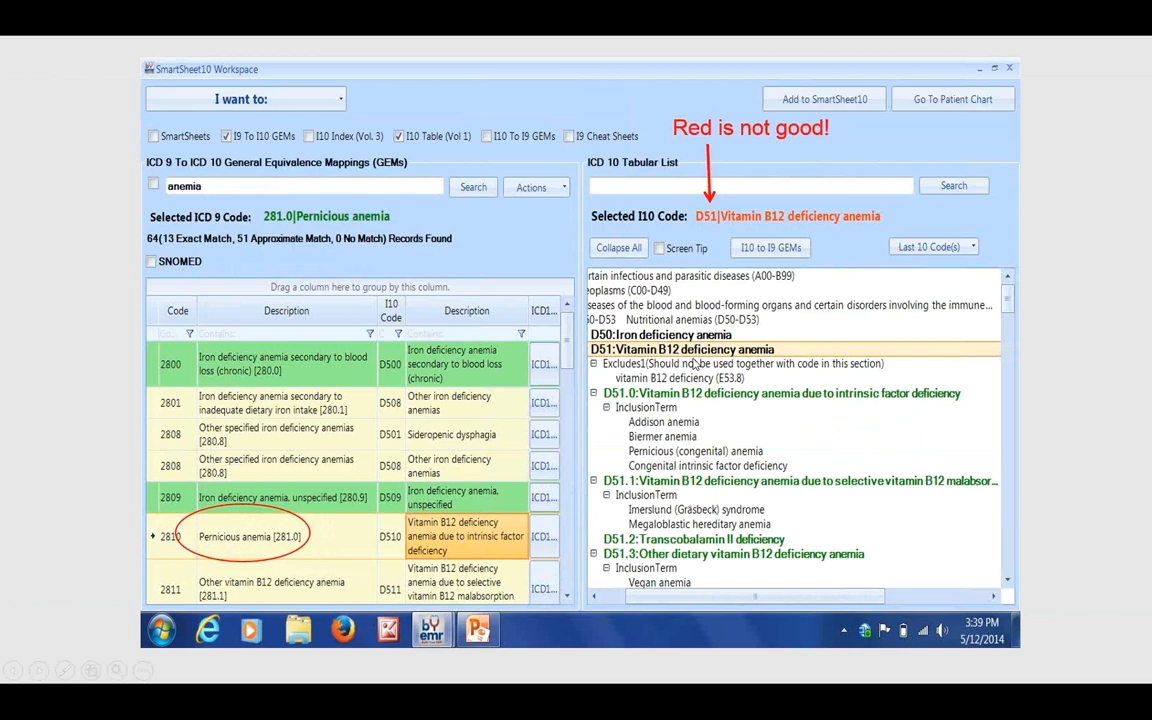 SmartSheet10 Workspace
I want to:
Add to SmartSheet10
Go To Patient Chart
Red is not good!
SmartSheets
I9 To I10 GEMs
I10 Index (Vol. 3)
I10 Table (Vol 1)
I10 To I9 GEMs
I9 Cheat Sheets
ICD 9 To ICD 10 General Equivalence Mappings (GEMs)
anemia
Search
Actions
Selected ICD 9 Code: 281.0|Pernicious anemia
64(13 Exact Match, 51 Approximate Match, 0 No Match) Records Found
SNOMED
Drag a column here to group by this column.
Code
Description
I10
Code
Description
ICD1...
Co...
Contains:
C
Contains:
2800
Iron deficiency anemia secondary to blood
loss (chronic) [280.0]
D500
Iron deficiency anemia
secondary to blood loss
(chronic)
ICD1...
2801
Iron deficiency anemia secondary to
inadequate dietary iron intake [280.1]
D508
Other iron deficiency
anemias
ICD1...
2808
Other specified iron deficiency anemias
[280.8]
D501
Sideropenic dysphagia
ICD1...
2808
Other specified iron deficiency anemias
[280.8]
D508
Other iron deficiency
anemias
ICD1...
2809
Iron deficiency anemia, unspecified [280.9]
D509
Iron deficiency anemia,
unspecified
ICD1...
2810
Pernicious anemia [281.0]
D510
Vitamin B12 deficiency
anemia due to intrinsic factor
deficiency
ICD1...
2811
Other vitamin B12 deficiency anemia
[281.1]
D511
Vitamin B12 deficiency
anemia due to selective
vitamin B12 malabsorption
ICD1...
ICD 10 Tabular List
Search
Selected I10 Code: D51|Vitamin B12 deficiency anemia
Collapse All
Screen Tip
I10 to I9 GEMs
Last 10 Code(s)
rtain infectious and parasitic diseases (A00-B99)
eoplasms (C00-D49)
seases of the blood and blood-forming organs and certain disorders involving the immune...
50-D53 Nutritional anemias (D50-D53)
D50:Iron deficiency anemia
D51:Vitamin B12 deficiency anemia
Excludes1(Should not be used together with code in this section)
vitamin B12 deficiency (E53.8)
D51.0:Vitamin B12 deficiency anemia due to intrinsic factor deficiency
InclusionTerm
Addison anemia
Biermer anemia
Pernicious (congenital) anemia
Congenital intrinsic factor deficiency
D51.1:Vitamin B12 deficiency anemia due to selective vitamin B12 malabsor...
InclusionTerm
Imerslund (Gräsbeck) syndrome
Megaloblastic hereditary anemia
D51.2:Transcobalamin II deficiency
D51.3:Other dietary vitamin B12 deficiency anemia
InclusionTerm
Vegan anemia
bY
emr
3:39 PM
5/12/2014